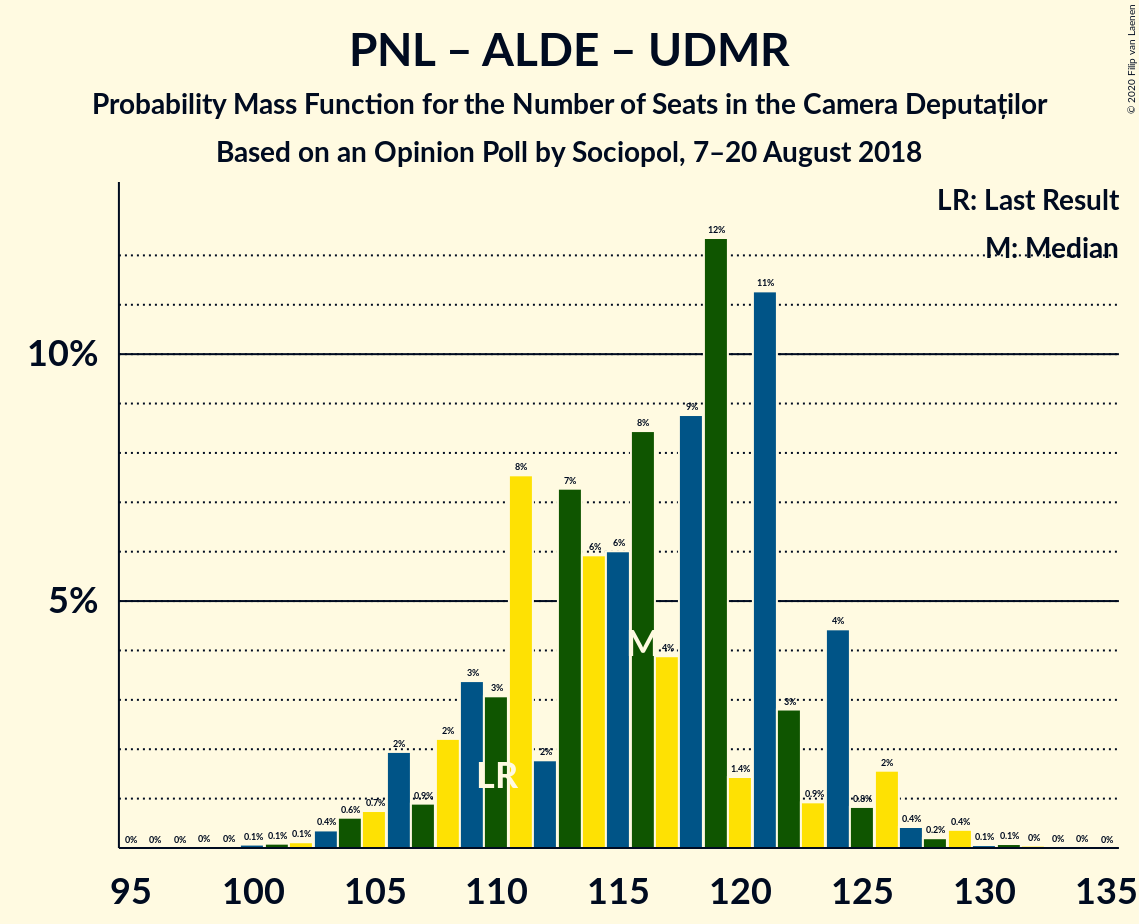 PNL – ALDE – UDMR
Probability Mass Function for the Number of Seats in the Camera Deputaților
Based on an Opinion Poll by Sociopol, 7–20 August 2018
© 2020 Filip van Laenen
LR: Last Result
M: Median
10%
5%
0% 0% 0% 0% 0% 0.1% 0.1% 0.1% 0.4% 0.6% 0.7% 2% 0.9% 2% 3% 3% 8% 2% 7% 6% 6% 8% 4% 9% 12% 1.4% 11% 3% 0.9% 4% 0.8% 2% 0.4% 0.2% 0.4% 0.1% 0.1% 0% 0% 0% 0%
M
LR
95 100 105 110 115 120 125 130 135